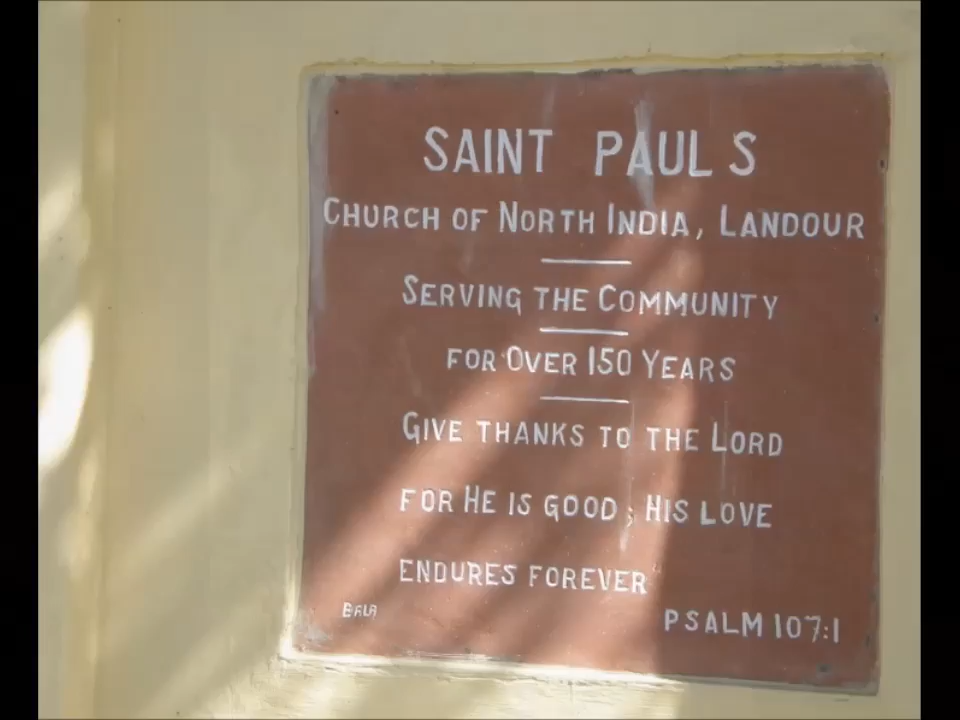 SAINT PAULS
CHURCH OF NORTH INDIA, LANDOUR
SERVING THE COMMUNITY
FOR OVER 150 YEARS
GIVE THANKS TO THE LORD
FOR HE IS GOOD; HIS LOVE
ENDURES FOREVER
BALA
PSALM 107:1